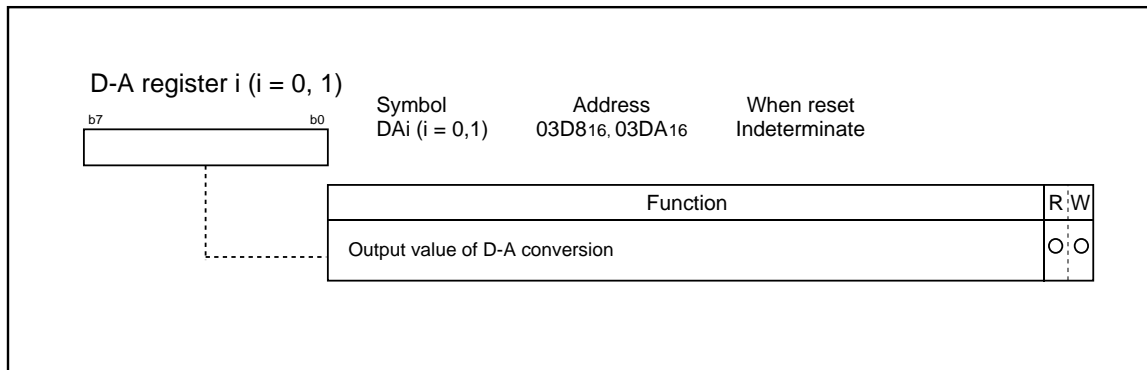 D-A register i (i = 0, 1)
b7 b0
Symbol Address When reset
DAi (i = 0,1) 03D816, 03DA16 Indeterminate
Function R W
Output value of D-A conversion O O